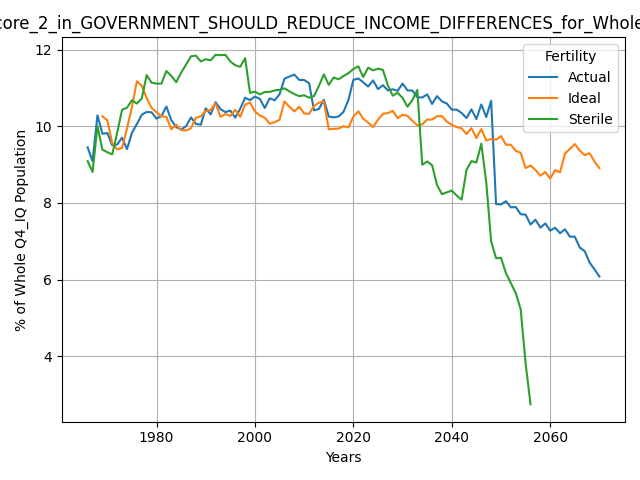 core_2_in_GOVERNMENT_SHOULD_REDUCE_INCOME_DIFFERENCES_for_Whole
Fertility
Actual
Ideal
Sterile
% of Whole Q4_IQ Population
12
10
8
6
4
1980 2000 2020 2040 2060
Years